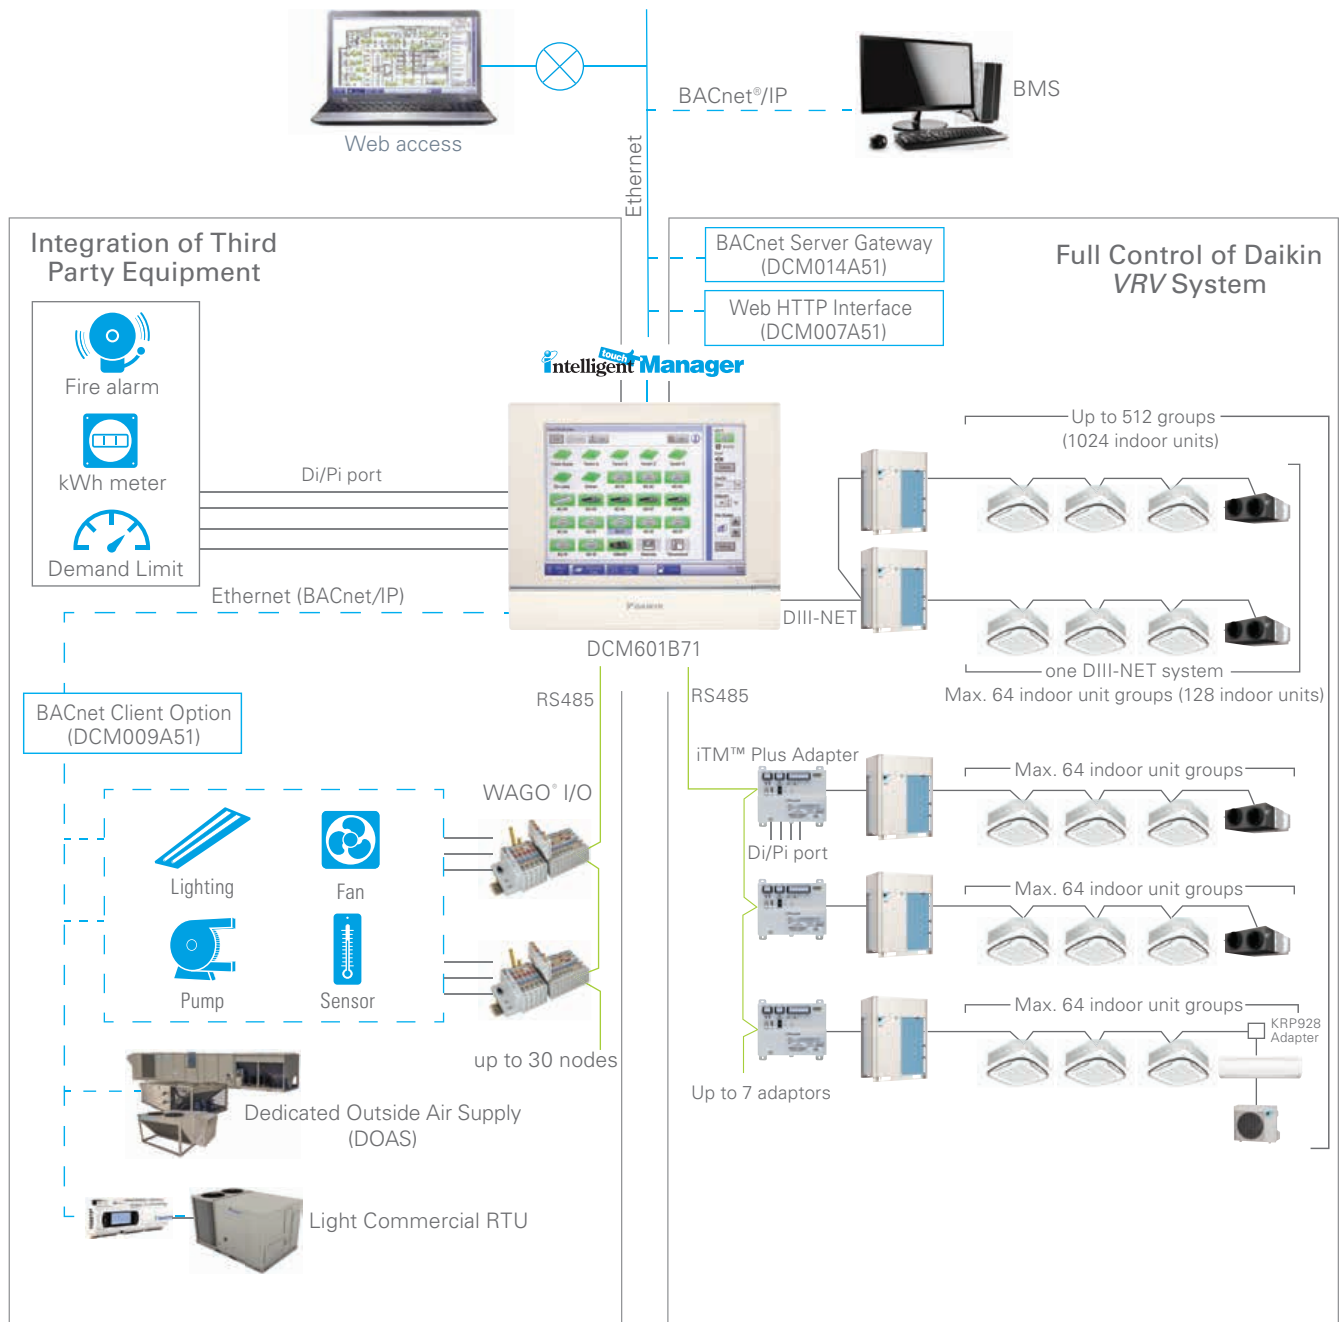 Web access
BACnet®/IP
BMS
Ethernet
Integration of Third
Party Equipment
Fire alarm
kWh meter
Demand Limit
Di/Pi port
Ethernet (BACnet/IP)
BACnet Server Gateway
(DCM014A51)
Web HTTP Interface
(DCM007A51)
Full Control of Daikin
VRV System
intelligent touch Manager
DAIKIN
DCM601B71
DIII-NET
Up to 512 groups
(1024 indoor units)
one DIII-NET system
Max. 64 indoor unit groups (128 indoor units)
RS485
RS485
BACnet Client Option
(DCM009A51)
WAGO® I/O
Lighting
Fan
Pump
Sensor
up to 30 nodes
Dedicated Outside Air Supply
(DOAS)
Light Commercial RTU
iTM™ Plus Adapter
Di/Pi port
Max. 64 indoor unit groups
Max. 64 indoor unit groups
Max. 64 indoor unit groups
KRP928
Adapter
Up to 7 adaptors